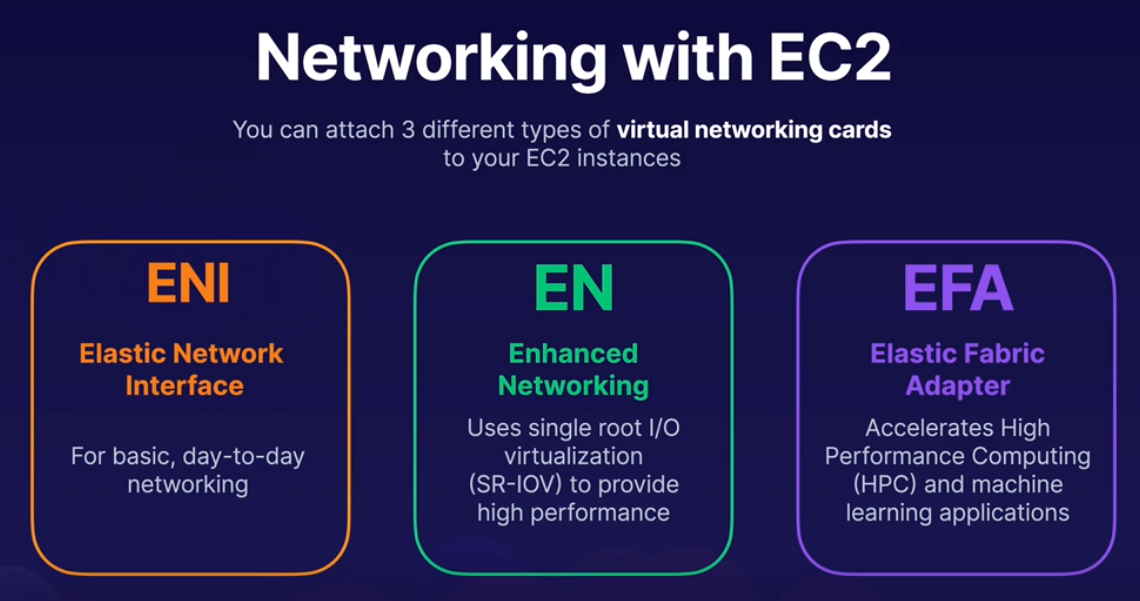 Networking with EC2
You can attach 3 different types of virtual networking cards
to your EC2 instances
ENI
Elastic Network
Interface
For basic, day-to-day
networking
EN
Enhanced
Networking
Uses single root I/O
virtualization
(SR-IOV) to provide
high performance
EFA
Elastic Fabric
Adapter
Accelerates High
Performance Computing
(HPC) and machine
learning applications